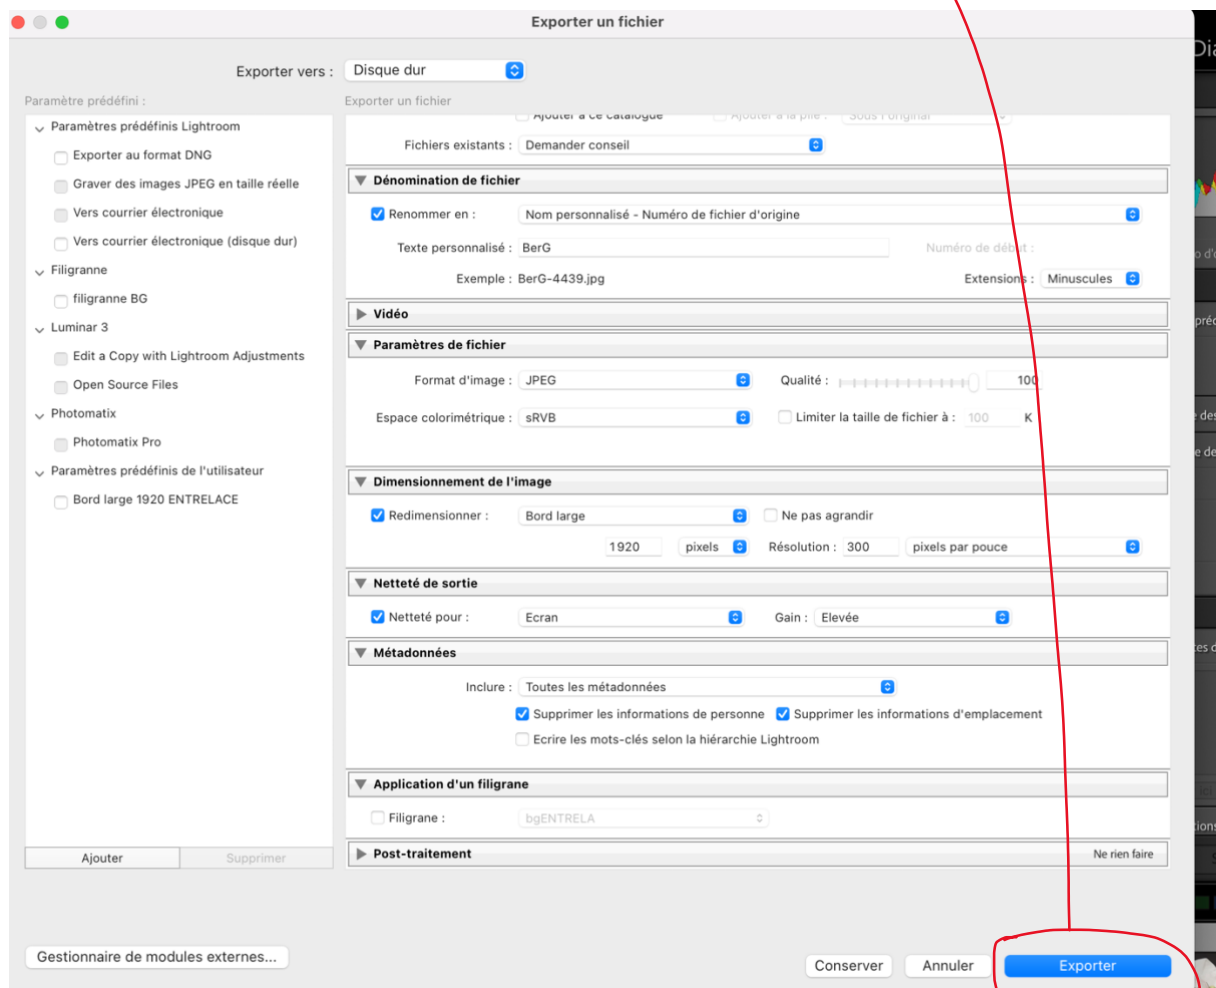 Exporter un fichier
Exporter vers : Disque dur
Paramètre prédéfini :
Paramètres prédéfinis Lightroom
Exporter au format DNG
Graver des images JPEG en taille réelle
Vers courrier électronique
Vers courrier électronique (disque dur)
Filigranne
filigranne BG
Luminar 3
Edit a Copy with Lightroom Adjustments
Open Source Files
Photomatix
Photomatix Pro
Paramètres prédéfinis de l'utilisateur
Bord large 1920 ENTRELACE
Ajouter Supprimer
Exporter un fichier
Ajouter à ce catalogue Ajouter à la pile : Sous l'original
Fichiers existants : Demander conseil
Dénomination de fichier
Renommer en : Nom personnalisé - Numéro de fichier d'origine
Texte personnalisé : BerG Numéro de début :
Exemple : BerG-4439.jpg Extensions : Minuscules
Vidéo
Paramètres de fichier
Format d'image : JPEG Qualité : 100
Espace colorimétrique : sRVB Limiter la taille de fichier à : 100 K
Dimensionnement de l'image
Redimensionner : Bord large Ne pas agrandir
1920 pixels Résolution : 300 pixels par pouce
Netteté de sortie
Netteté pour : Ecran Gain : Elevée
Métadonnées
Inclure : Toutes les métadonnées
Supprimer les informations de personne Supprimer les informations d'emplacement
Ecrire les mots-clés selon la hiérarchie Lightroom
Application d'un filigrane
Filigrane : bgENTRELA
Post-traitement Ne rien faire
Gestionnaire de modules externes... Conserver Annuler Exporter